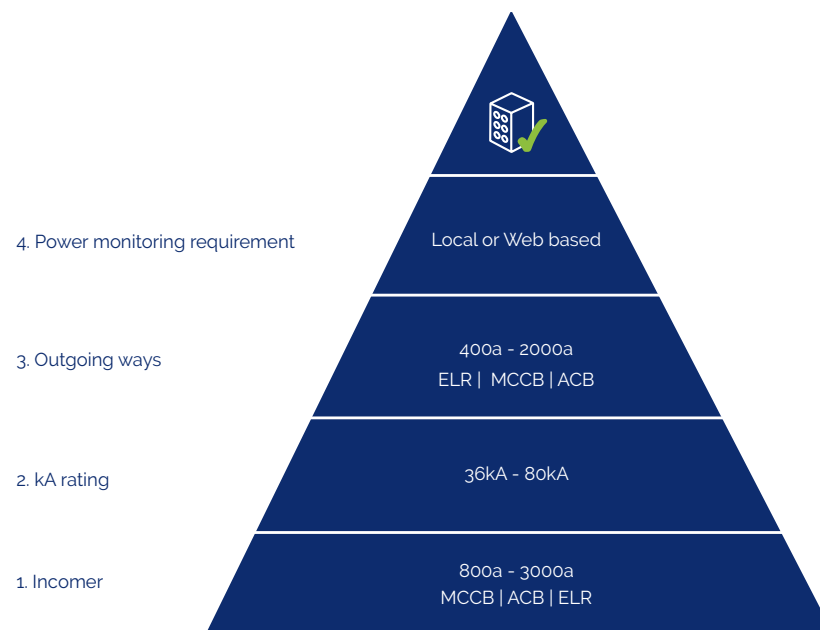 4. Power monitoring requirement
Local or Web based
3. Outgoing ways
400a - 2000a
ELR | MCCB | ACB
2. kA rating
36kA - 80kA
1. Incomer
800a - 3000a
MCCB | ACB | ELR